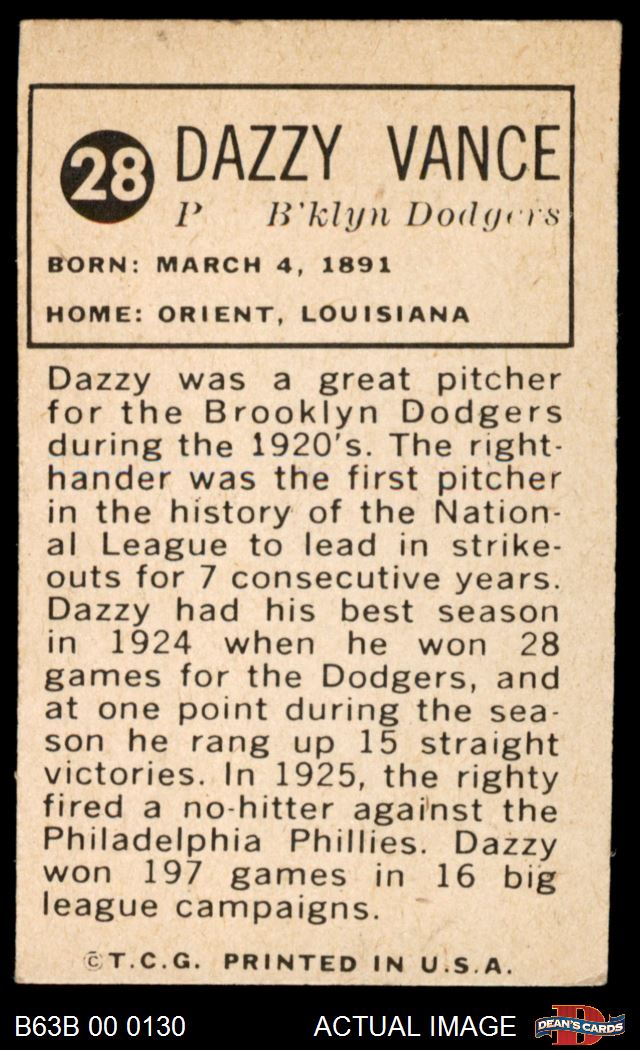 28
DAZZY VANCE
P B'klyn Dodgers
BORN: MARCH 4, 1891
HOME: ORIENT, LOUISIANA
Dazzy was a great pitcher
for the Brooklyn Dodgers
during the 1920's. The right-
hander was the first pitcher
in the history of the Nation-
al League to lead in strike-
outs for 7 consecutive years.
Dazzy had his best season
in 1924 when he won 28
games for the Dodgers, and
at one point during the sea-
son he rang up 15 straight
victories. In 1925, the righty
fired a no-hitter against the
Philadelphia Phillies. Dazzy
won 197 games in 16 big
league campaigns.
©T.C.G. PRINTED IN U.S.A.
B63B 00 0130 ACTUAL IMAGE
D
DEAN'S CARDS